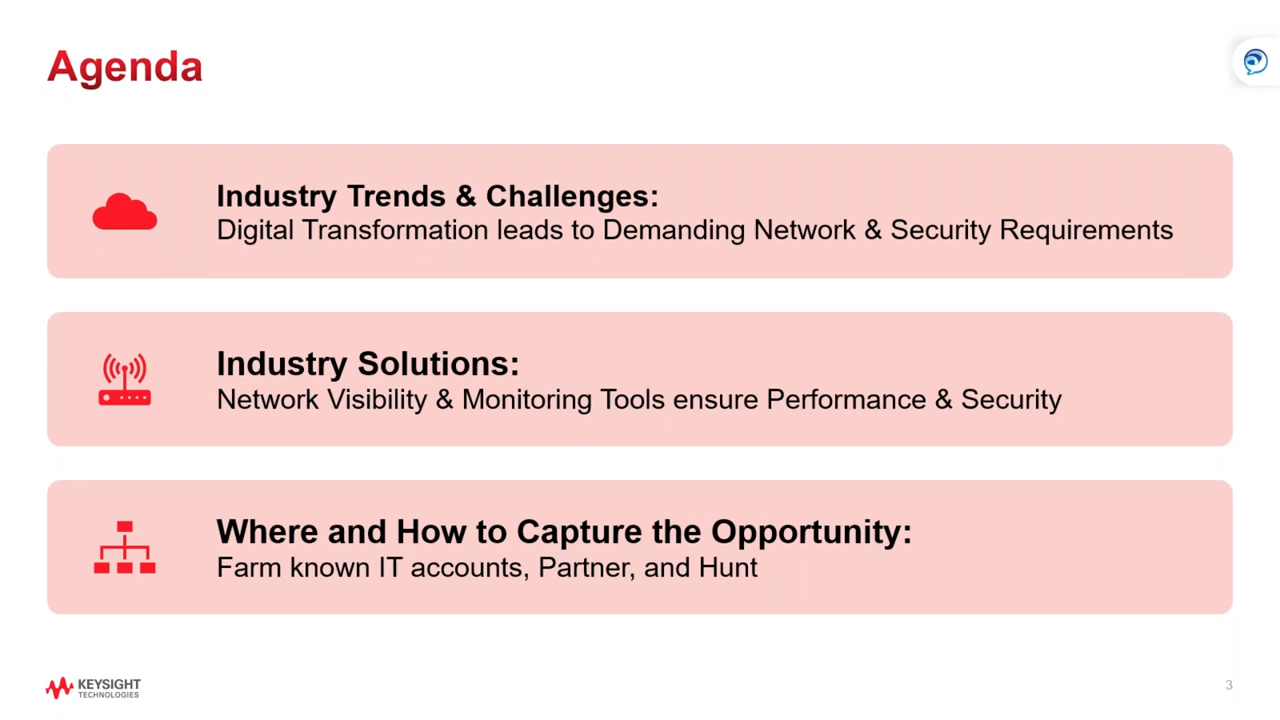 Agenda
Industry Trends & Challenges:
Digital Transformation leads to Demanding Network & Security Requirements
Industry Solutions:
Network Visibility & Monitoring Tools ensure Performance & Security
Where and How to Capture the Opportunity:
Farm known IT accounts, Partner, and Hunt
KEYSIGHT
TECHNOLOGIES
3